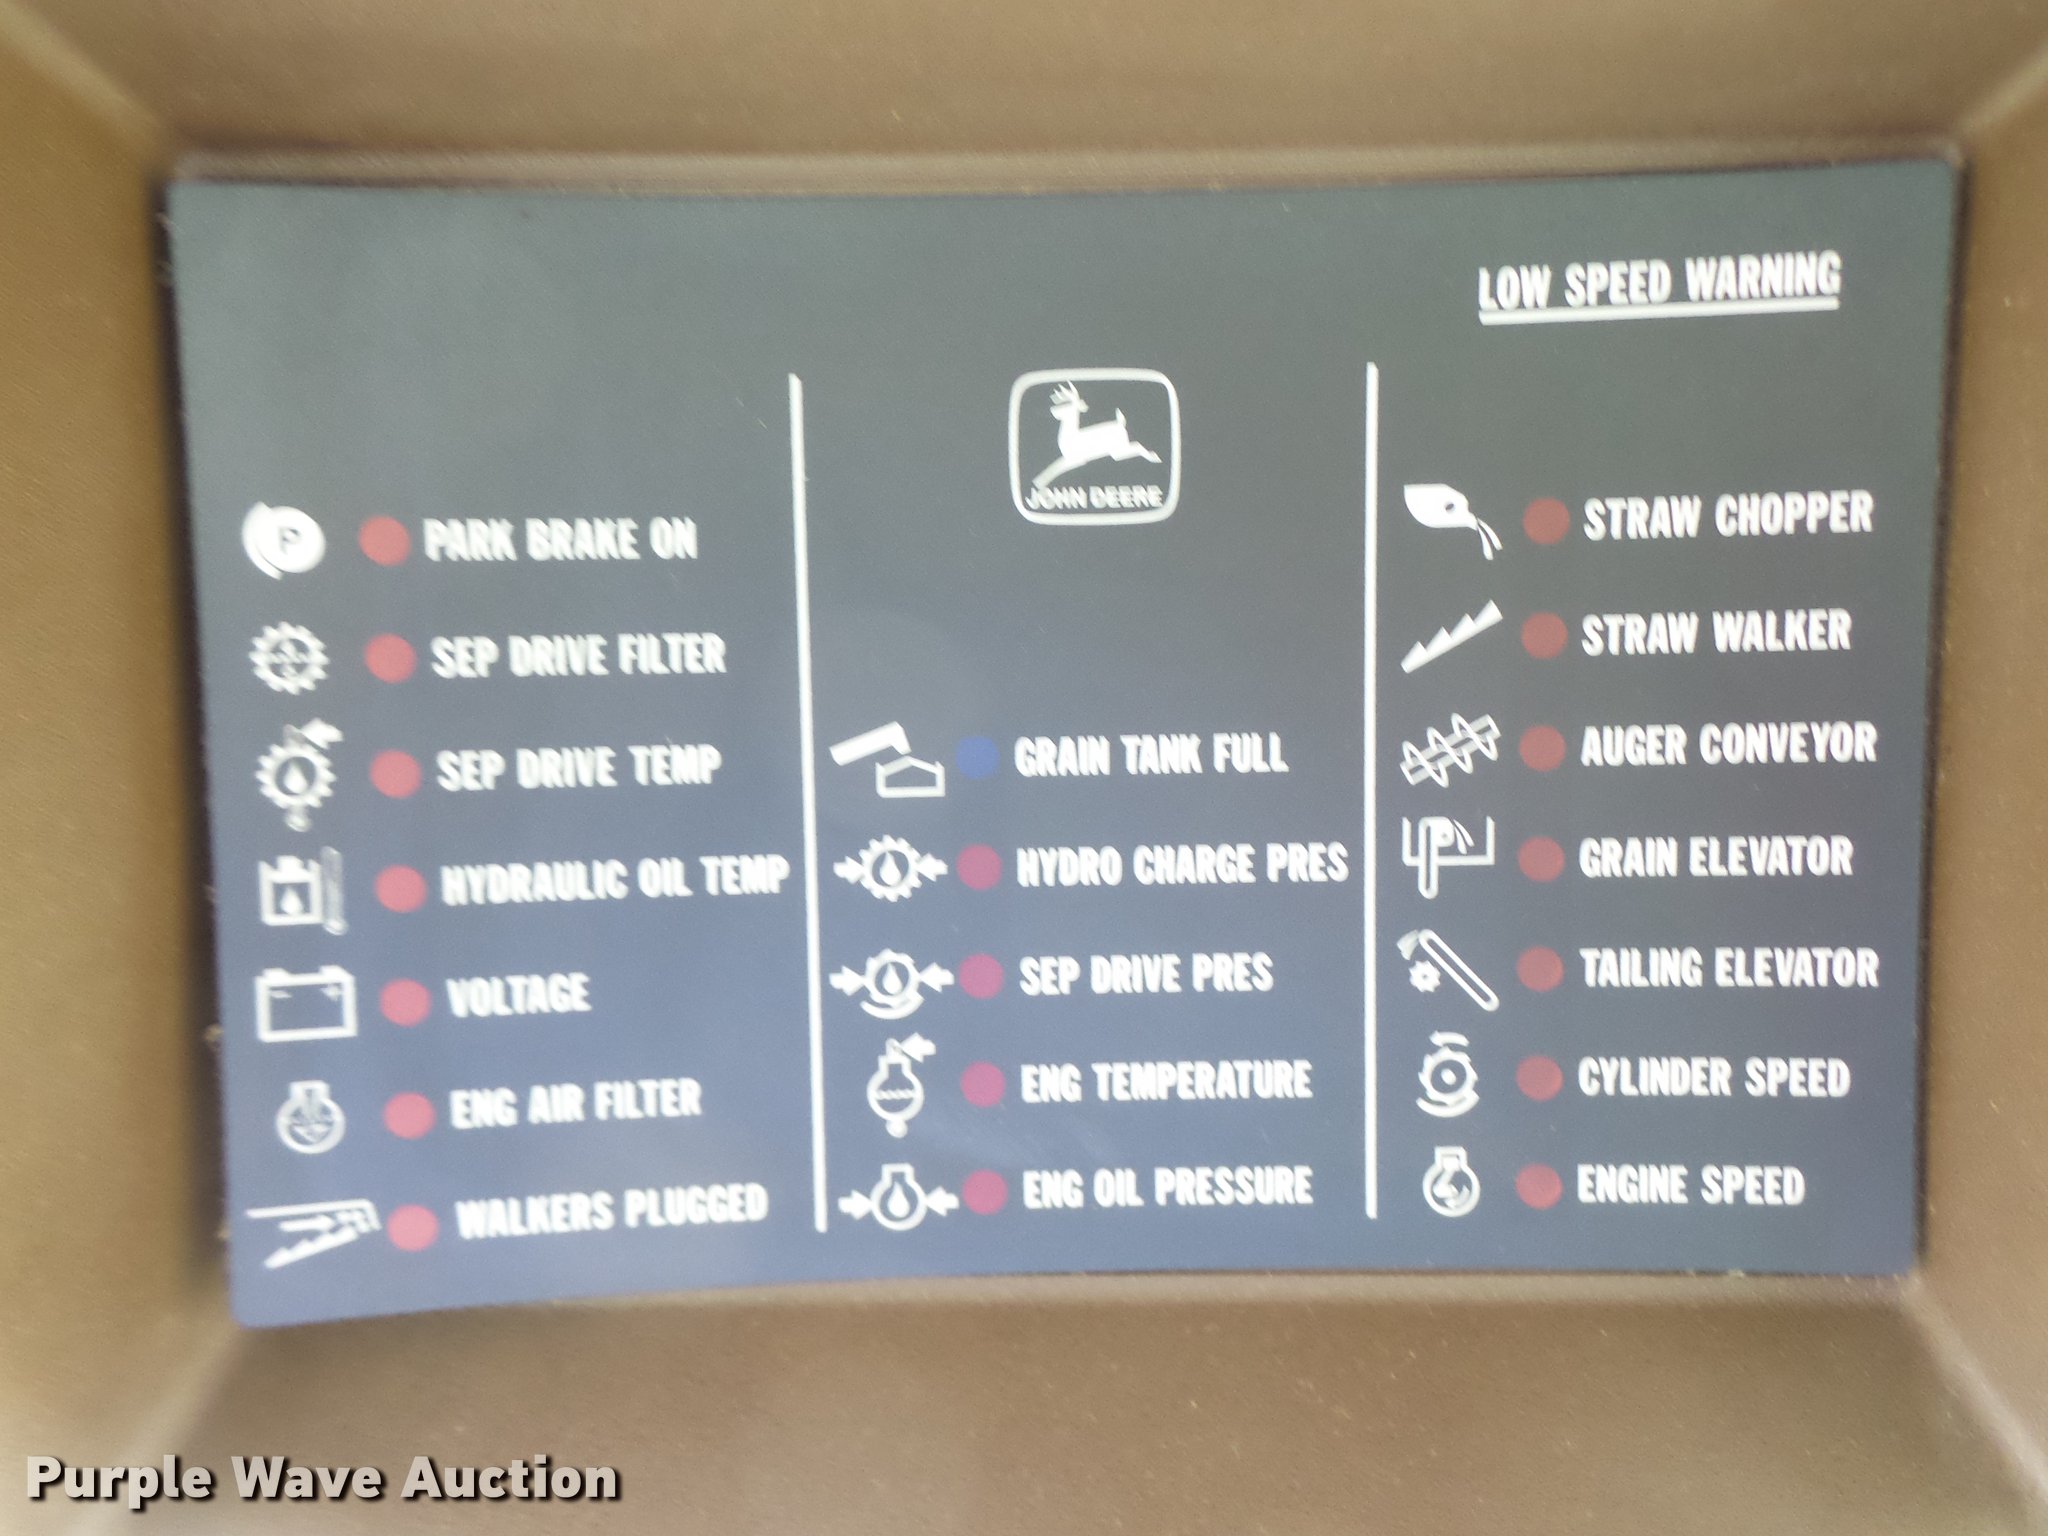 LOW SPEED WARNING
JOHN DEERE
P
PARK BRAKE ON
SEP DRIVE FILTER
SEP DRIVE TEMP
HYDRAULIC OIL TEMP
VOLTAGE
ENG AIR FILTER
WALKERS PLUGGED
GRAIN TANK FULL
HYDRO CHARGE PRES
SEP DRIVE PRES
ENG TEMPERATURE
ENG OIL PRESSURE
STRAW CHOPPER
STRAW WALKER
AUGER CONVEYOR
GRAIN ELEVATOR
TAILING ELEVATOR
CYLINDER SPEED
ENGINE SPEED
Purple Wave Auction